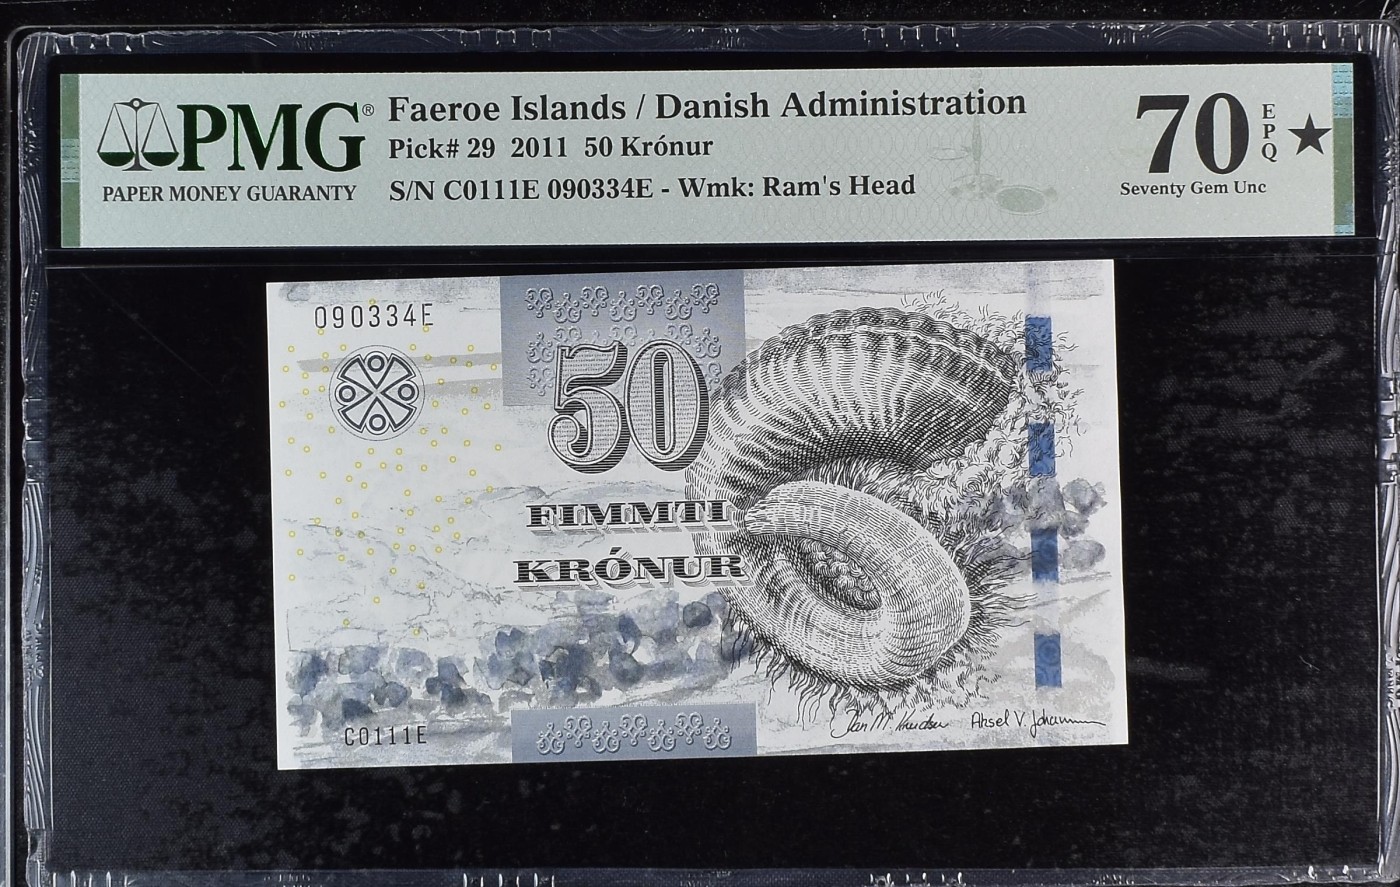 PMG®
PAPER MONEY GUARANTY
Faeroe Islands / Danish Administration
Pick# 29 2011 50 Krónur
S/N C0111E 090334E - Wmk: Ram's Head
70 EPQ ★
Seventy Gem Unc
090334E
50
FIMMTI
KRÓNUR
C0111E
Aksel V.